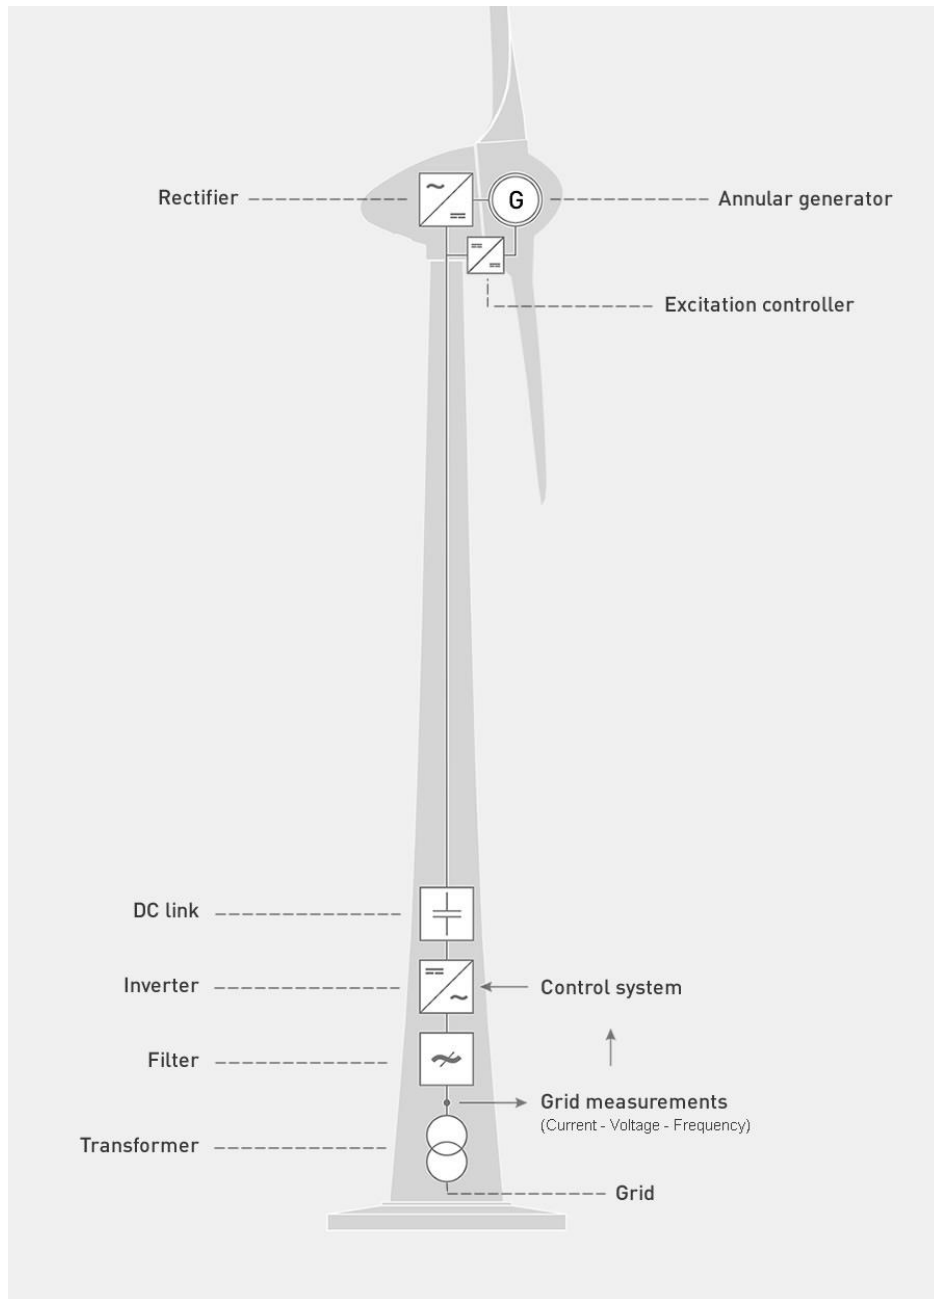 Rectifier
G
Annular generator
Excitation controller
DC link
Inverter
Control system
Filter
Grid measurements
(Current - Voltage - Frequency)
Transformer
Grid